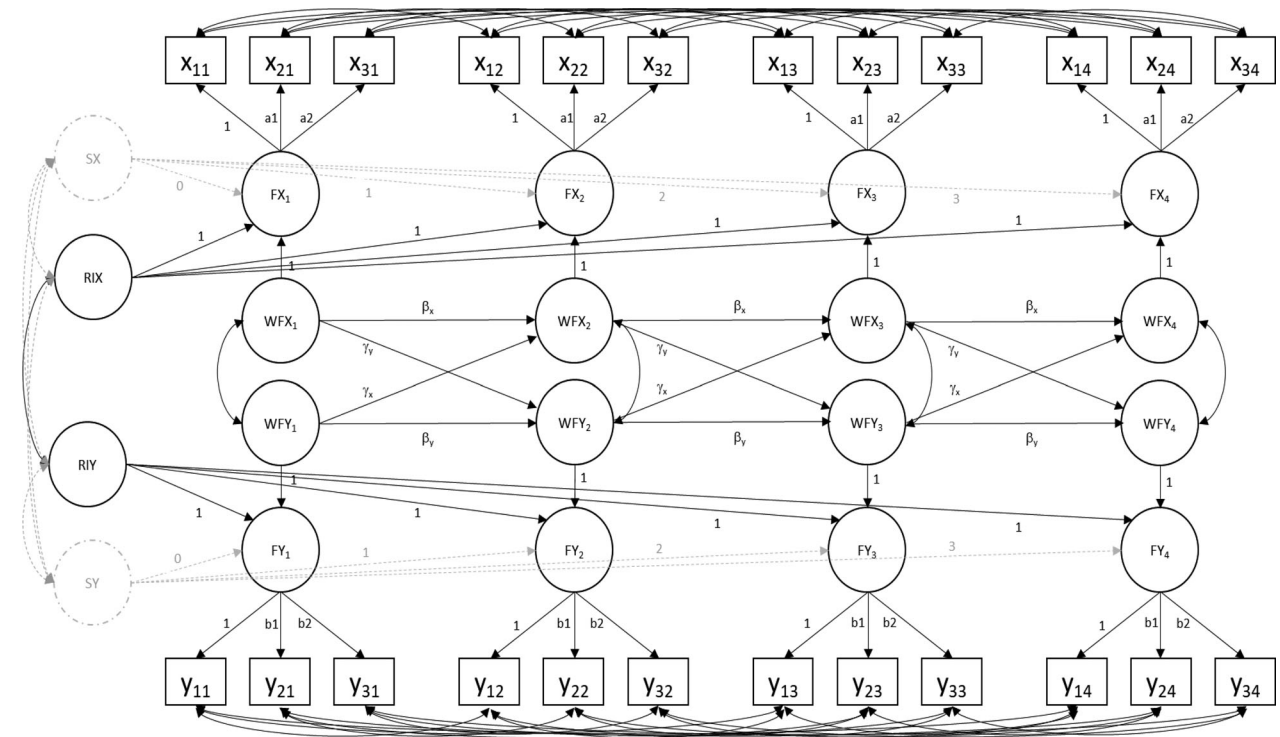 x11 x21 x31 x12 x22 x32 x13 x23 x33 x14 x24 x34
1 a1 a2 1 a1 a2 1 a1 a2 1 a1 a2
SX
0 1 2 3
FX1 FX2 FX3 FX4
1 1 1 1
RIX
1 1 1 1
WFX1 βx WFX2 βx WFX3 βx WFX4
γy γy γy
γx γx γx
WFY1 βy WFY2 βy WFY3 βy WFY4
RIY
1 1 1 1
1 1 1 1
FY1 FY2 FY3 FY4
0 1 2 3
SY
1 b1 b2 1 b1 b2 1 b1 b2 1 b1 b2
y11 y21 y31 y12 y22 y32 y13 y23 y33 y14 y24 y34